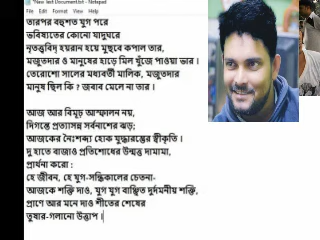 *New Text Document.txt - Notepad
File Edit Format View Help
তারপর বহুশত যুগ পরে
ভবিষ্যতের কোনো যাদুঘরে
নৃতত্ত্ববিদ্ হয়রান হয়ে মুছবে কপাল তার,
মজুতদার ও মানুষের হাড়ে মিল খুঁজে পাওয়া ভার।
তেরোশো সালের মধ্যবর্তী মালিক, মজুতদার
মানুষ ছিল কি ? জবাব মেলে না তার।
আজ আর বিমূঢ় আস্ফালন নয়,
দিগন্তে প্রত্যাসন্ন সর্বনাশের ঝড়;
আজকের নৈঃশব্দ্য হোক যুদ্ধারম্ভের স্বীকৃতি।
দু হাতে বাজাও প্রতিশোধের উন্মত্ত দামামা,
প্রার্থনা করো :
হে জীবন, হে যুগ-সন্ধিকালের চেতনা-
আজকে শক্তি দাও, যুগ যুগ বাঞ্ছিত দুর্দমনীয় শক্তি,
প্রাণে আর মনে দাও শীতের শেষের
তুষার-গলানো উত্তাপ।